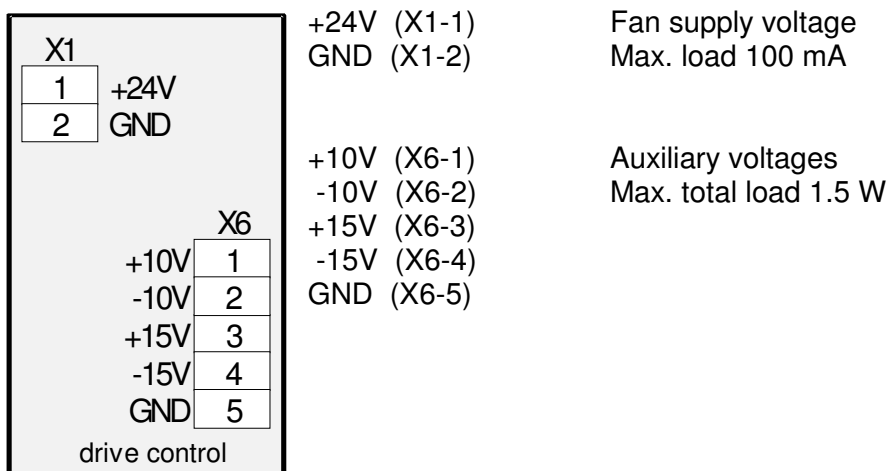 X1
1 +24V
2 GND
X6
+10V 1
-10V 2
+15V 3
-15V 4
GND 5
drive control
+24V (X1-1) Fan supply voltage
GND (X1-2) Max. load 100 mA
+10V (X6-1) Auxiliary voltages
-10V (X6-2) Max. total load 1.5 W
+15V (X6-3)
-15V (X6-4)
GND (X6-5)